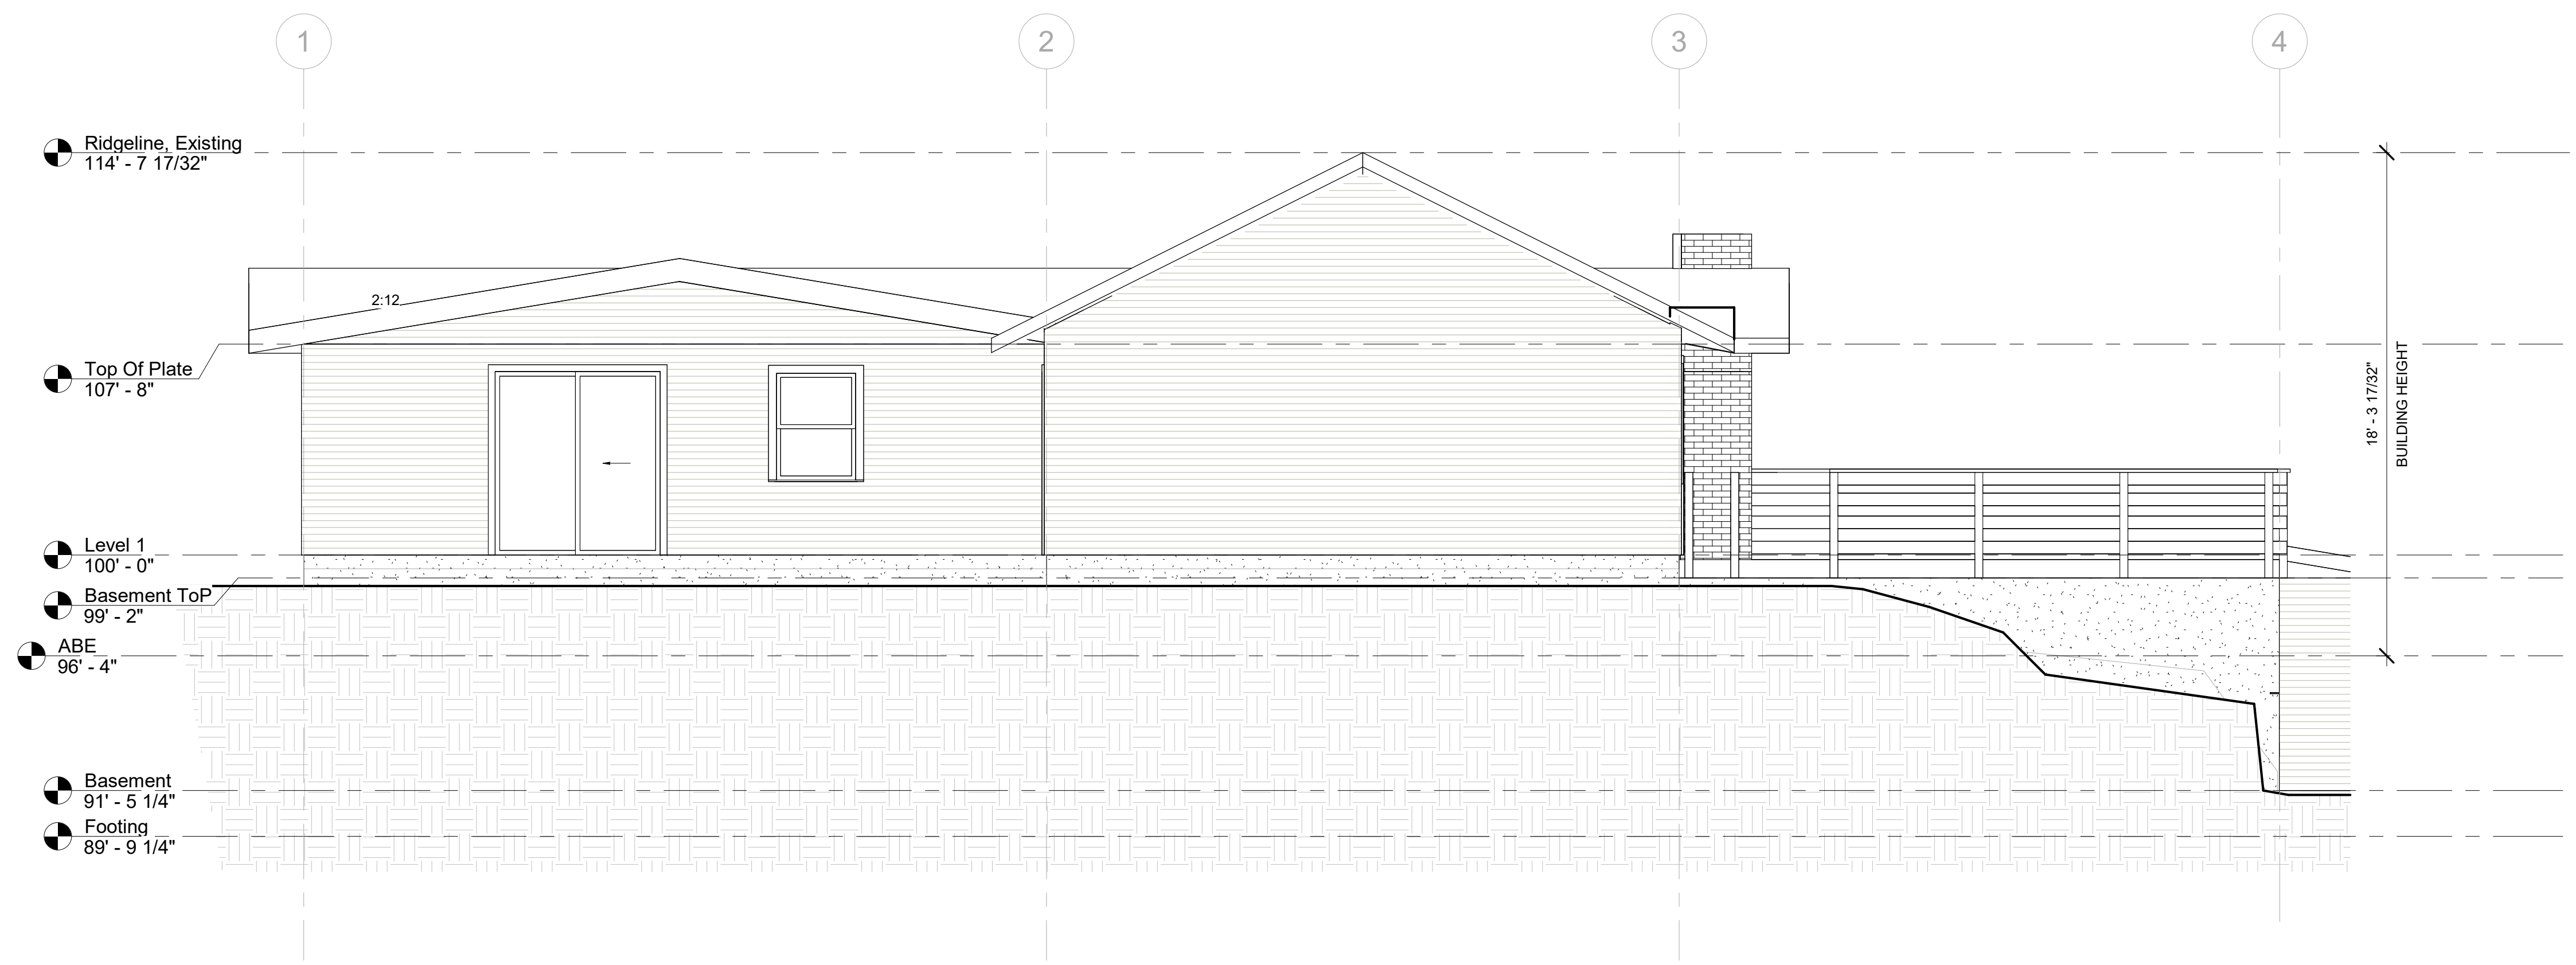 1
2
3
4
Ridgeline, Existing
114' - 7 17/32"
2:12
Top Of Plate
107' - 8"
18' - 3 17/32"
BUILDING HEIGHT
Level 1
100' - 0"
Basement ToP
99' - 2"
ABE
96' - 4"
Basement
91' - 5 1/4"
Footing
89' - 9 1/4"